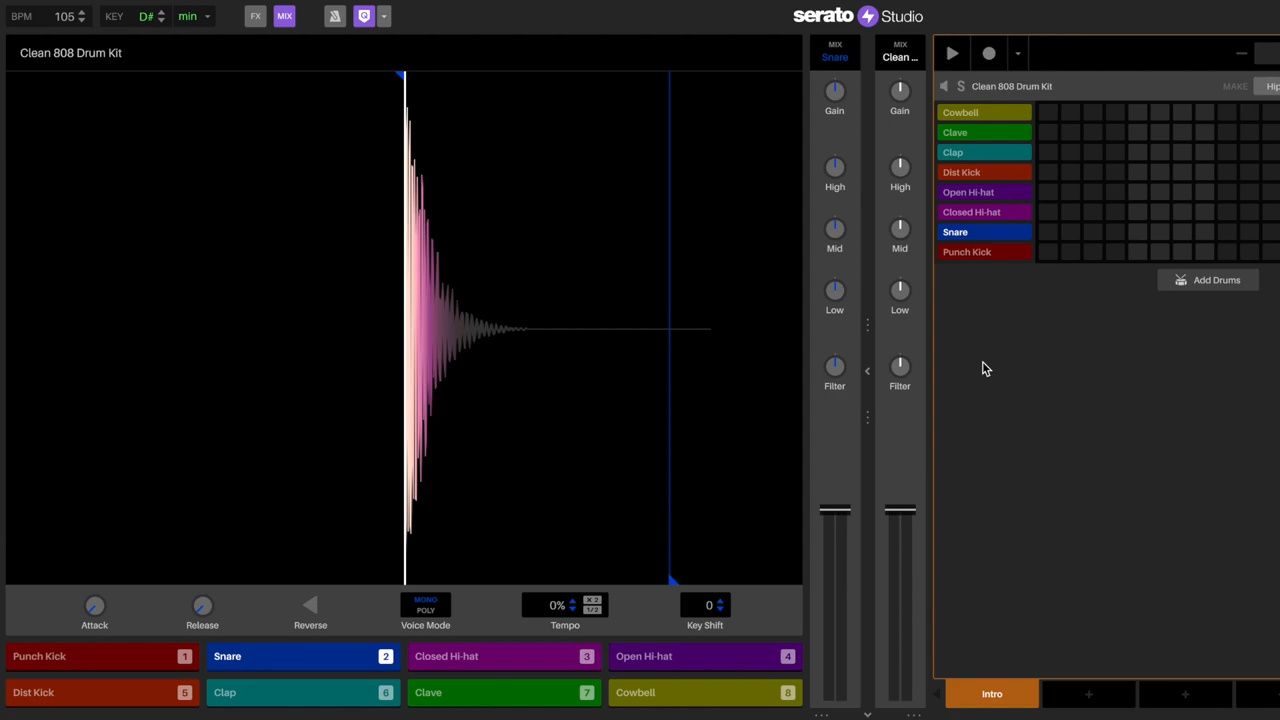 BPM 105 KEY D# min FX MIX serato Studio
Clean 808 Drum Kit
MIX
Snare
MIX
Clean ...
Gain
Gain
High
High
Mid
Mid
Low
Low
Filter
Filter
S Clean 808 Drum Kit MAKE Hip
Cowbell
Clave
Clap
Dist Kick
Open Hi-hat
Closed Hi-hat
Snare
Punch Kick
Add Drums
MONO
POLY
0%
X 2
1/2
0
Attack
Release
Reverse
Voice Mode
Tempo
Key Shift
Punch Kick 1
Snare 2
Closed Hi-hat 3
Open Hi-hat 4
Dist Kick 5
Clap 6
Clave 7
Cowbell 8
Intro